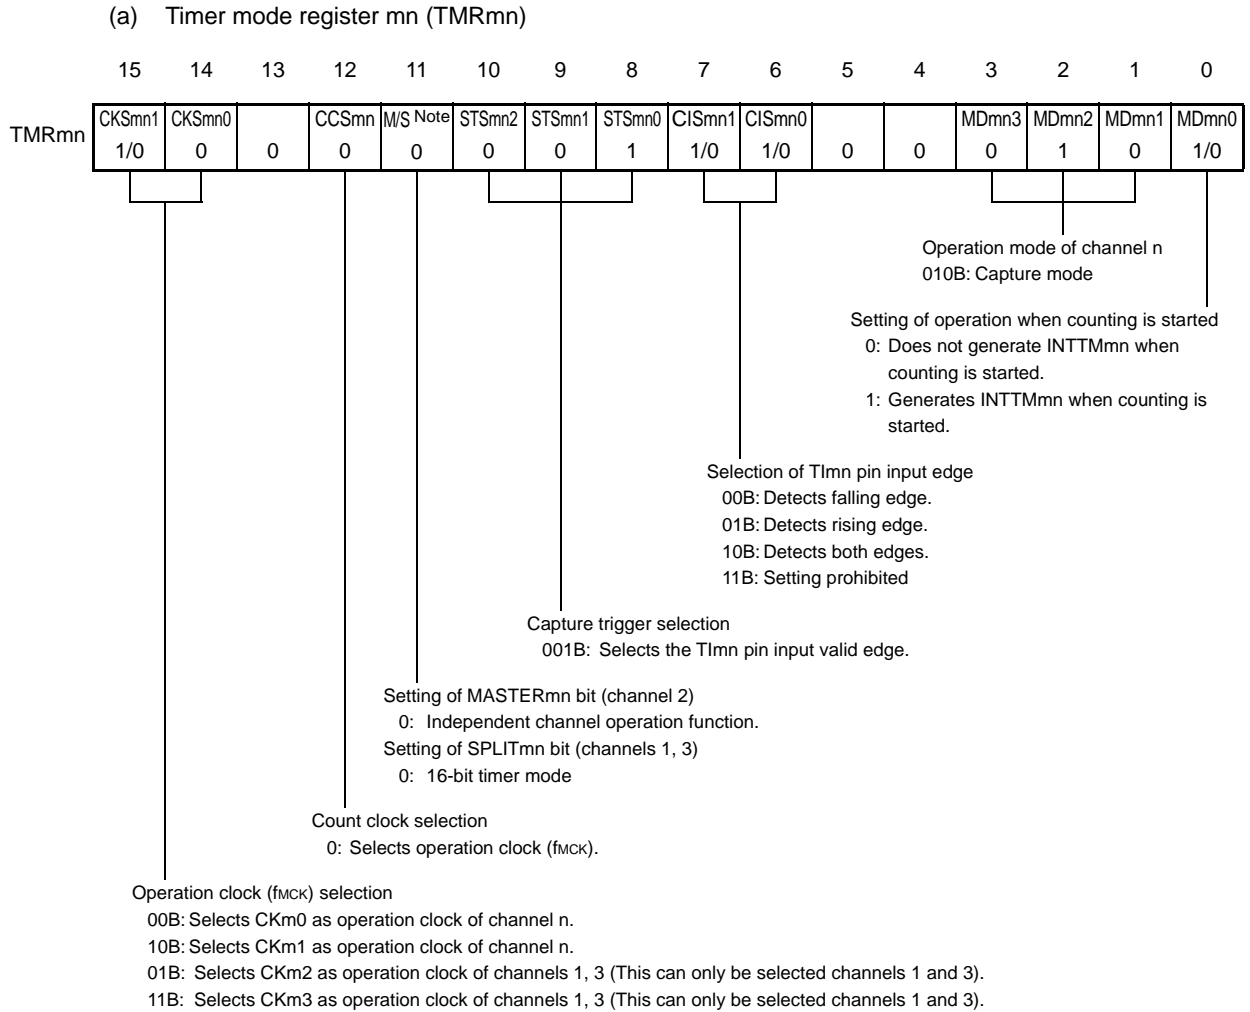 (a) Timer mode register mn (TMRmn)
15 14 13 12 11 10 9 8 7 6 5 4 3 2 1 0
TMRmn CKSmn1 CKSmn0 CCSmn M/S Note STSmn2 STSmn1 STSmn0 CISmn1 CISmn0 MDmn3 MDmn2 MDmn1 MDmn0
1/0 0 0 0 0 0 0 1 1/0 1/0 0 0 0 1 0 1/0
Operation mode of channel n
010B: Capture mode
Setting of operation when counting is started
0: Does not generate INTTMmn when
counting is started.
1: Generates INTTMmn when counting is
started.
Selection of TImn pin input edge
00B: Detects falling edge.
01B: Detects rising edge.
10B: Detects both edges.
11B: Setting prohibited
Capture trigger selection
001B: Selects the TImn pin input valid edge.
Setting of MASTERmn bit (channel 2)
0: Independent channel operation function.
Setting of SPLITmn bit (channels 1, 3)
0: 16-bit timer mode
Count clock selection
0: Selects operation clock (fMCK).
Operation clock (fMCK) selection
00B: Selects CKm0 as operation clock of channel n.
10B: Selects CKm1 as operation clock of channel n.
01B: Selects CKm2 as operation clock of channels 1, 3 (This can only be selected channels 1 and 3).
11B: Selects CKm3 as operation clock of channels 1, 3 (This can only be selected channels 1 and 3).